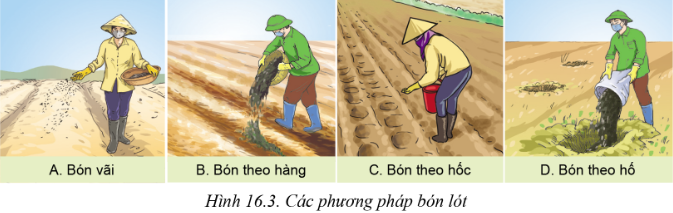 A. Bón vãi
B. Bón theo hàng
C. Bón theo hốc
D. Bón theo hố
Hình 16.3. Các phương pháp bón lót